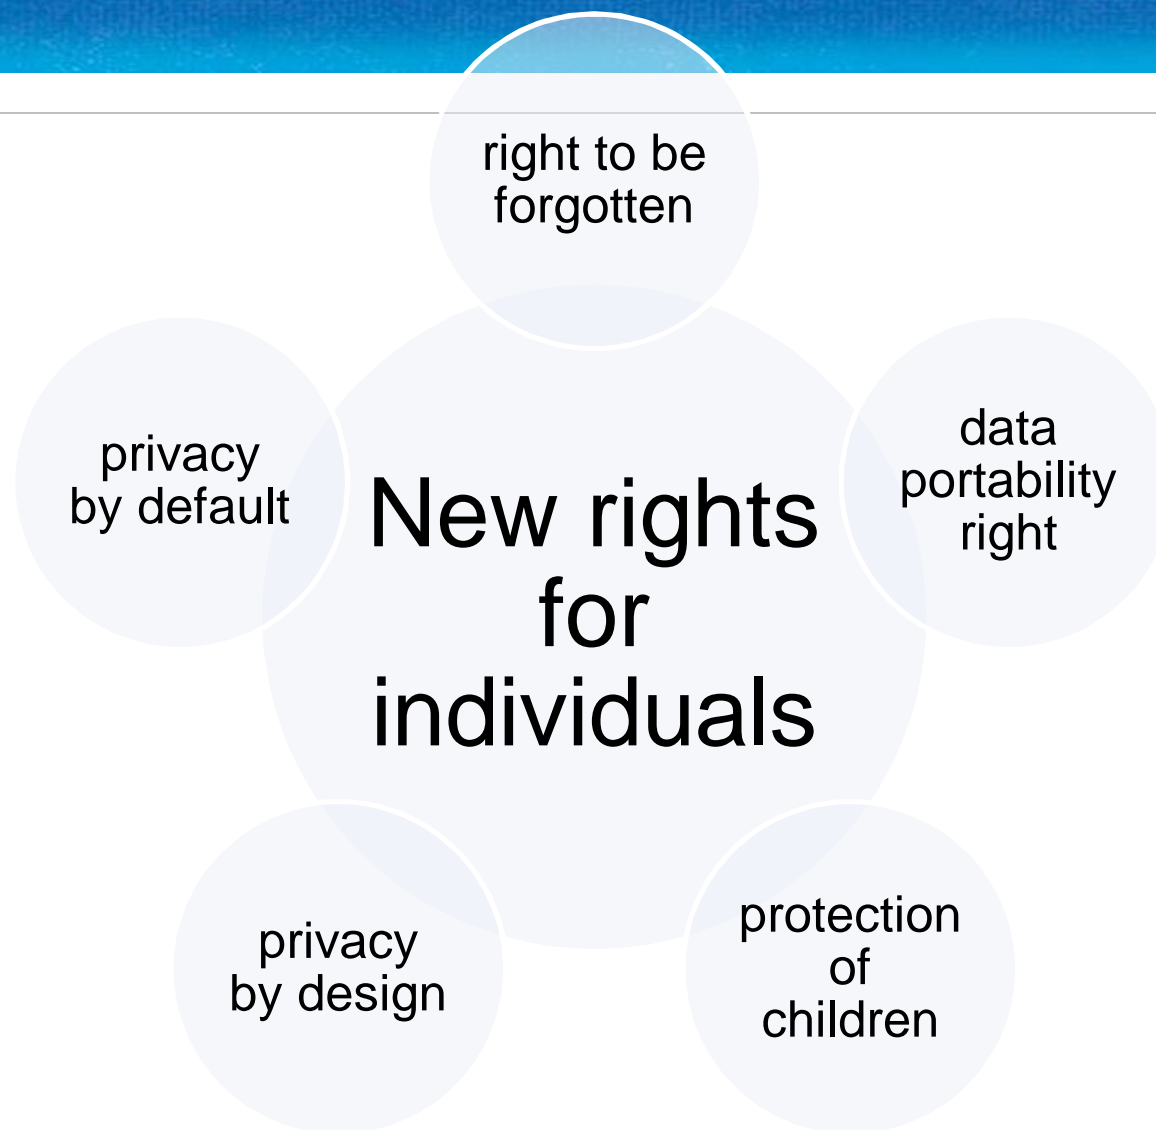 right to be
forgotten
privacy
by default
New rights
for
individuals
data
portability
right
privacy
by design
protection
of
children